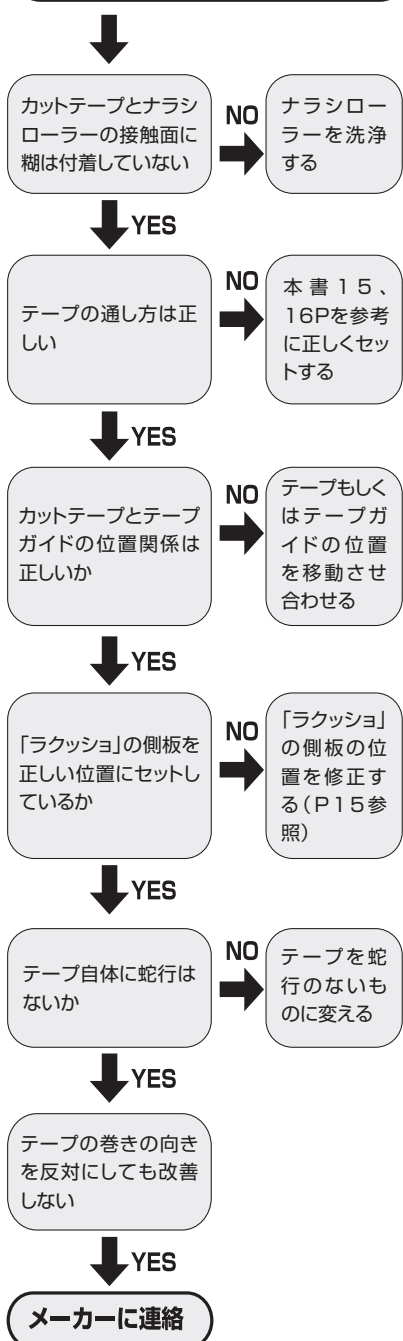 カットテープとナラシ
ローラーの接触面に
糊は付着していない
NO
ナラシロー
ラーを洗浄
する
YES
テープの通し方は正
しい
NO
本書15、
16Pを参考
に正しくセッ
トする
YES
カットテープとテープ
ガイドの位置関係は
正しいか
NO
テープもしく
はテープガ
イドの位置
を移動させ
合わせる
YES
「ラクッショ」の側板を
正しい位置にセットし
ているか
NO
「ラクッショ」
の側板の位
置を修正す
る(P15参
照)
YES
テープ自体に蛇行は
ないか
NO
テープを蛇
行のないも
のに変える
YES
テープの巻きの向き
を反対にしても改善
しない
YES
メーカーに連絡